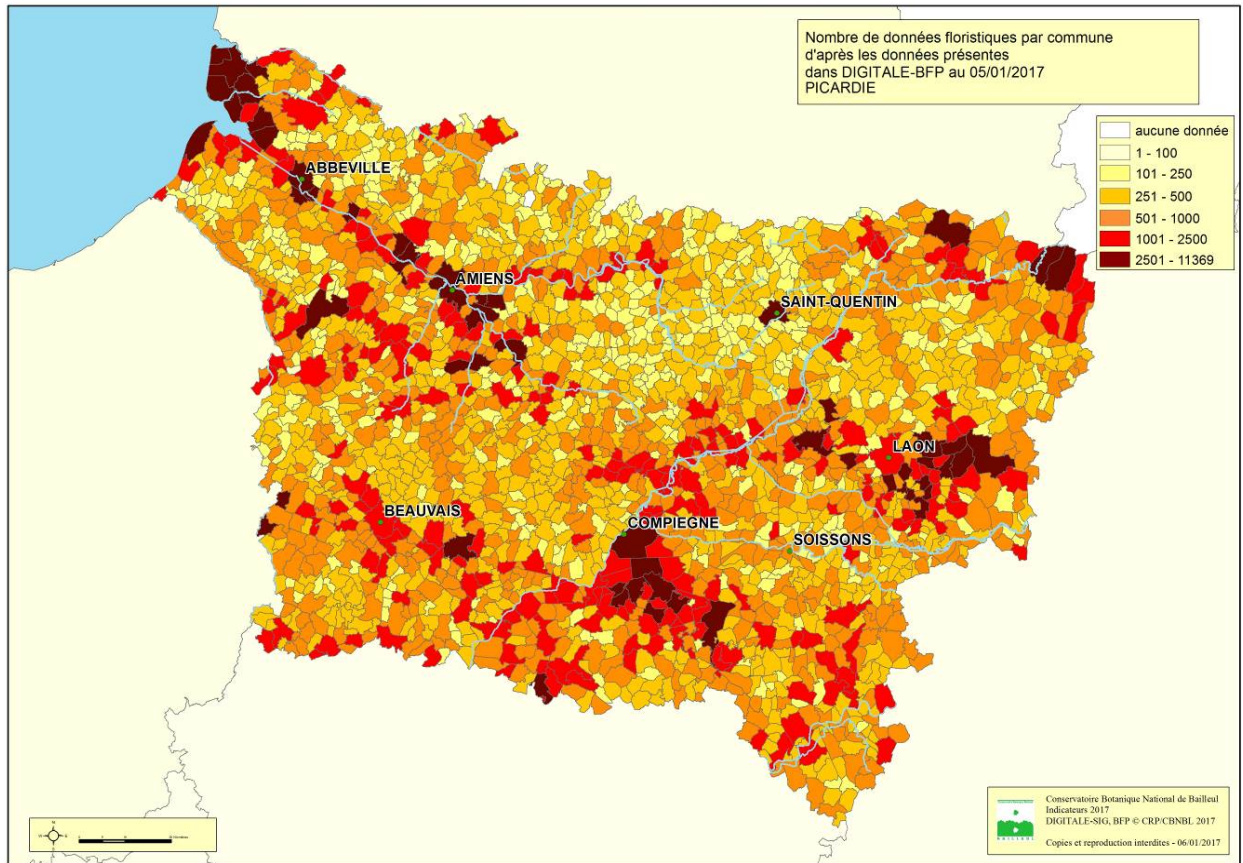 Nombre de données floristiques par commune
d'après les données présentes
dans DIGITALE-BFP au 05/01/2017
PICARDIE
aucune donnée
1 - 100
101 - 250
251 - 500
501 - 1000
1001 - 2500
2501 - 11369
ABBEVILLE
AMIENS
SAINT-QUENTIN
LAON
BEAUVAIS
COMPIEGNE
SOISSONS
Conservatoire Botanique National de Bailleul
Indicateurs 2017
DIGITALE-SIG, BFP © CRP/CBNBL 2017
Copies et reproduction interdites - 06/01/2017
BAILLEUL